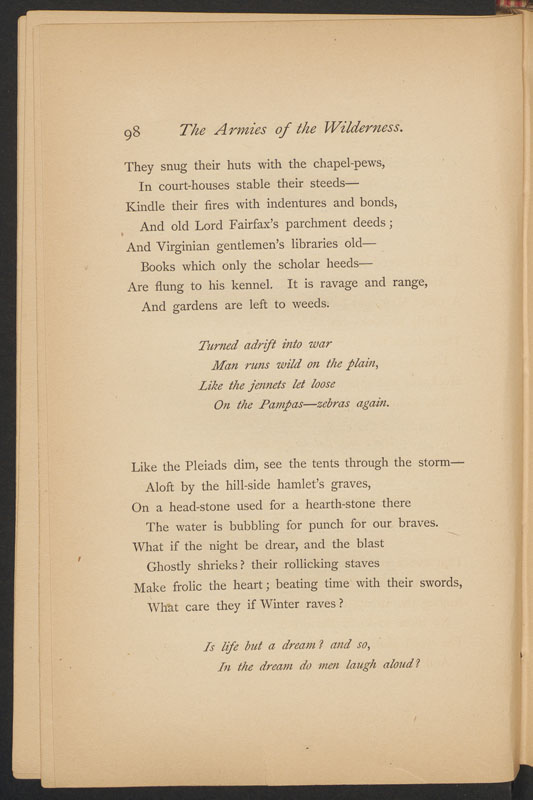 98 The Armies of the Wilderness.
They snug their huts with the chapel-pews,
In court-houses stable their steeds—
Kindle their fires with indentures and bonds,
And old Lord Fairfax's parchment deeds;
And Virginian gentlemen's libraries old—
Books which only the scholar heeds—
Are flung to his kennel. It is ravage and range,
And gardens are left to weeds.
Turned adrift into war
Man runs wild on the plain,
Like the jennets let loose
On the Pampas—zebras again.
Like the Pleiads dim, see the tents through the storm—
Aloft by the hill-side hamlet's graves,
On a head-stone used for a hearth-stone there
The water is bubbling for punch for our braves.
What if the night be drear, and the blast
Ghostly shrieks? their rollicking staves
Make frolic the heart; beating time with their swords,
What care they if Winter raves?
Is life but a dream? and so,
In the dream do men laugh aloud?